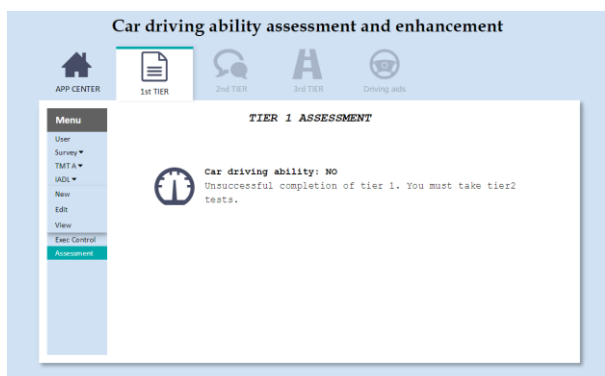 Car driving ability assessment and enhancement
APP CENTER
1st TIER
2nd TIER
3rd TIER
Driving aids
Menu
User
Survey
TMT A
IADL
New
Edit
View
Exec Control
Assessment
TIER 1 ASSESSMENT
Car driving ability: NO
Unsuccessful completion of tier 1. You must take tier2
tests.